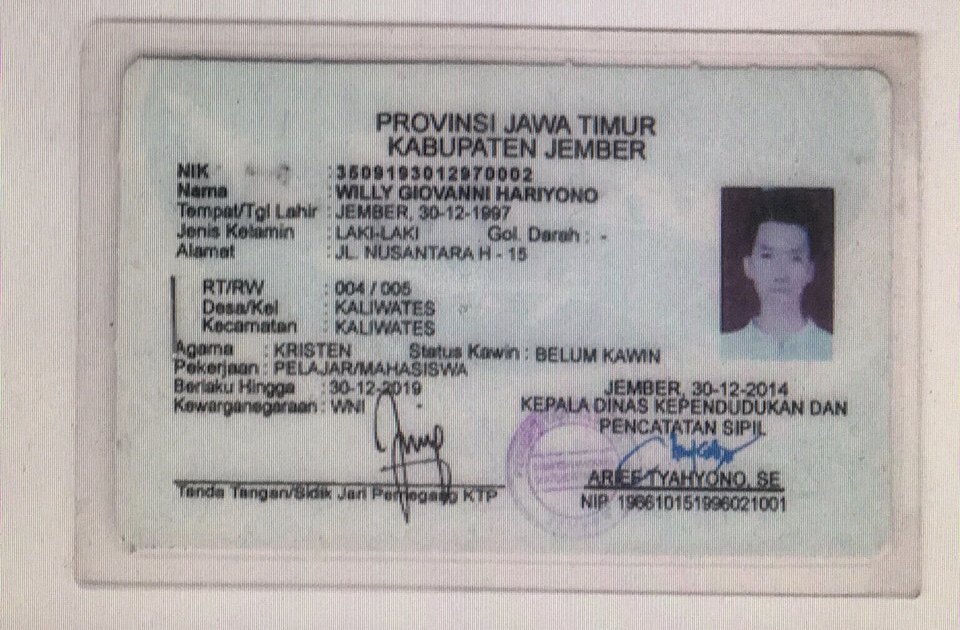 PROVINSI JAWA TIMUR
KABUPATEN JEMBER
NIK : 3509193012970002
Nama : WILLY GIOVANNI HARIYONO
Tempat/Tgl Lahir : JEMBER, 30-12-1997
Jenis Kelamin : LAKI-LAKI Gol. Darah : -
Alamat : JL. NUSANTARA H - 15
RT/RW : 004 / 005
Desa/Kel : KALIWATES
Kecamatan : KALIWATES
Agama : KRISTEN Status Kawin : BELUM KAWIN
Pekerjaan : PELAJAR/MAHASISWA
Berlaku Hingga : 30-12-2019
Kewarganegaraan : WNI
JEMBER, 30-12-2014
KEPALA DINAS KEPENDUDUKAN DAN
PENCATATAN SIPIL
ARIEF TYAHYONO, SE
NIP. 196610151996021001
Tanda Tangan/Sidik Jari Pemegang KTP